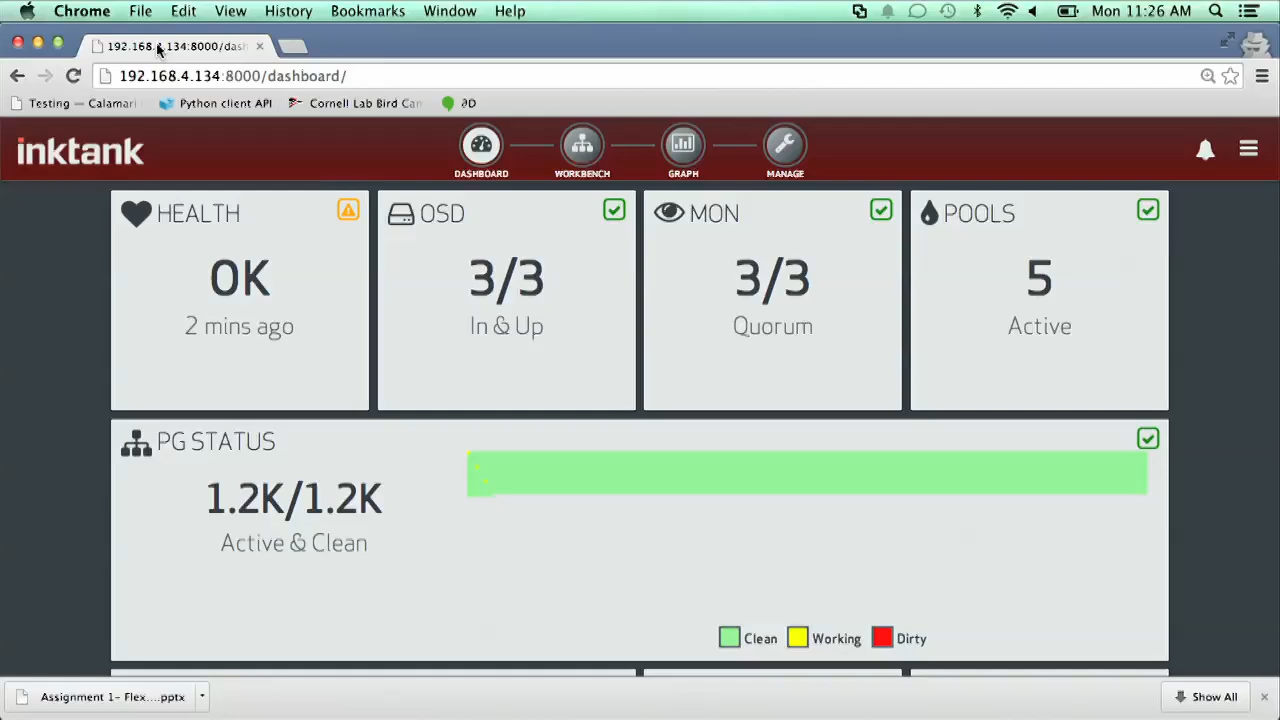 Chrome File Edit View History Bookmarks Window Help Mon 11:26 AM
192.168.4.134:8000/dash
192.168.4.134:8000/dashboard/
Testing — Calamari Python client API Cornell Lab Bird Can
inktank
DASHBOARD WORKBENCH GRAPH MANAGE
HEALTH
OK
2 mins ago
OSD
3/3
In & Up
MON
3/3
Quorum
POOLS
5
Active
PG STATUS
1.2K/1.2K
Active & Clean
Clean Working Dirty
Assignment 1- Flex....pptx Show All